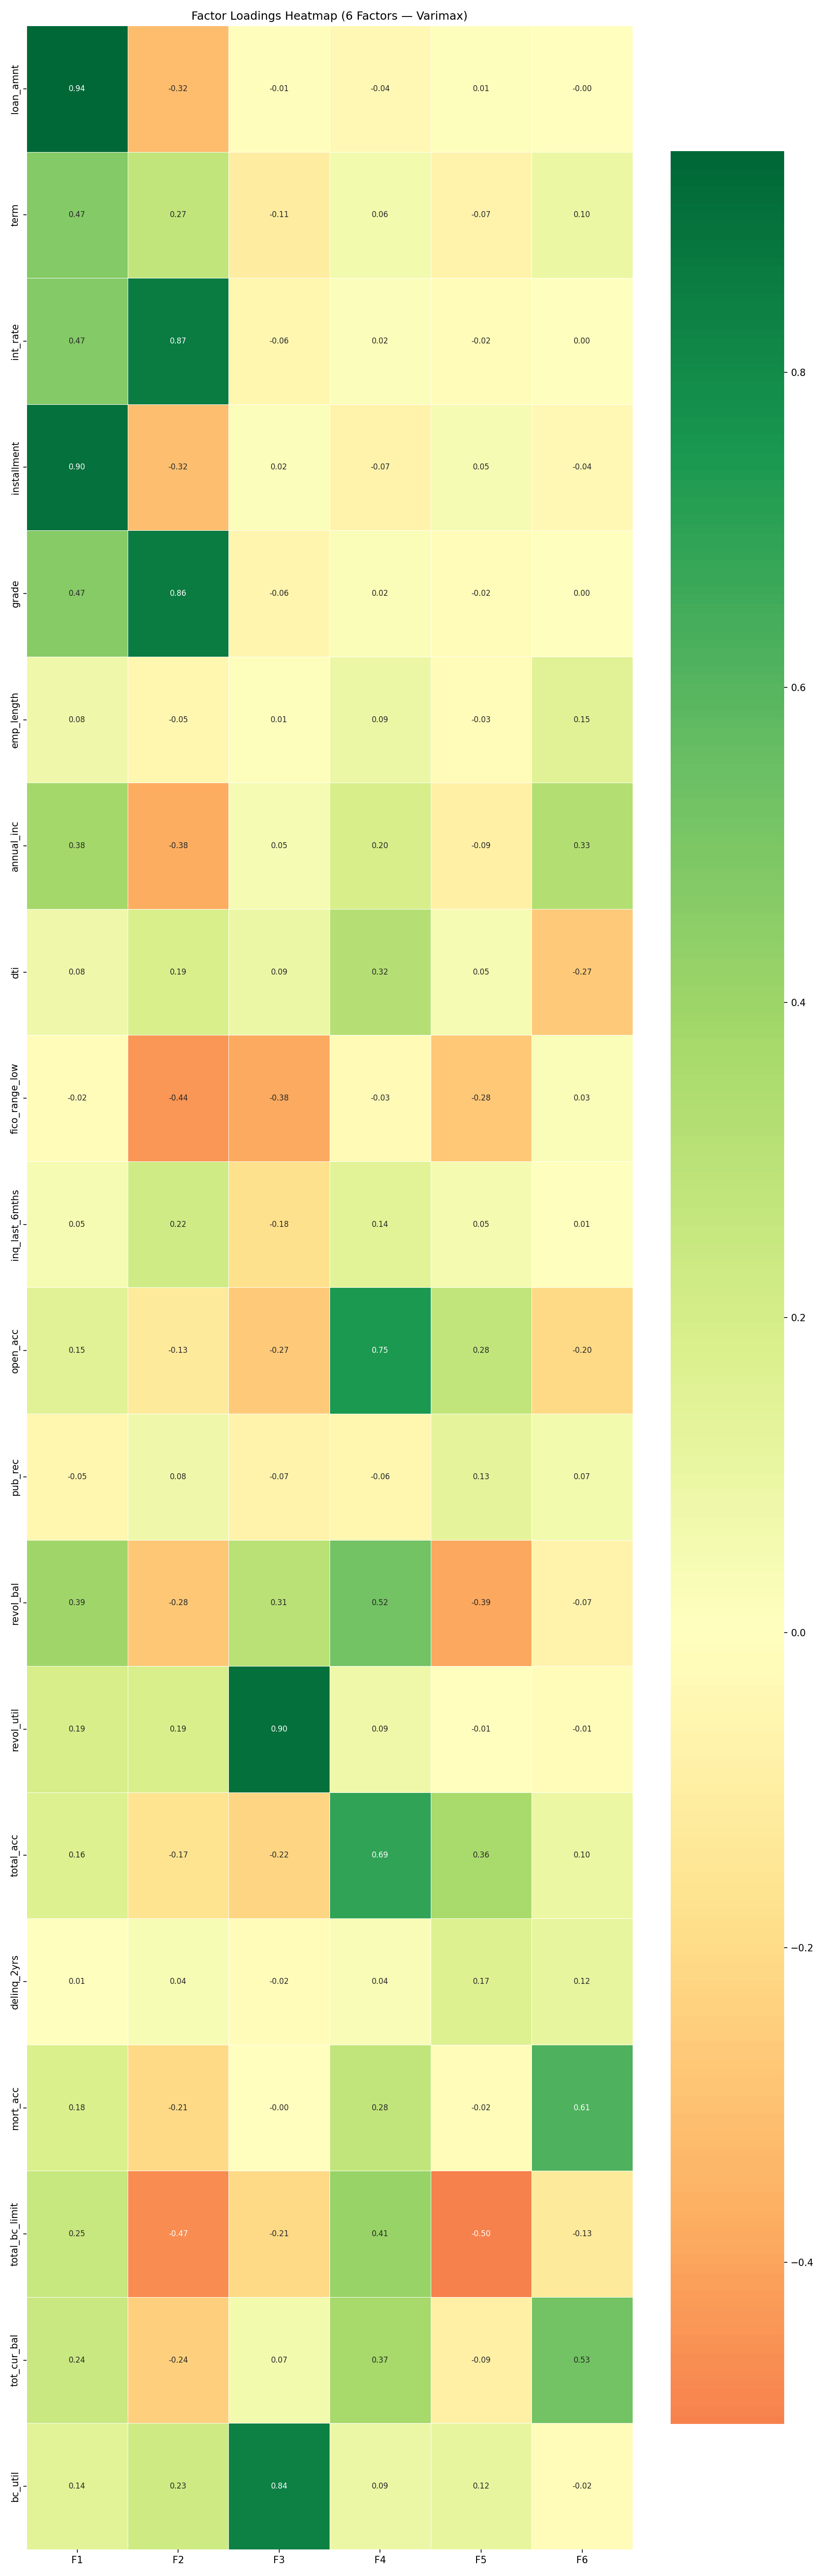 Factor Loadings Heatmap (6 Factors — Varimax)
loan_amnt 0.94 -0.32 -0.01 -0.04 0.01 -0.00
term 0.47 0.27 -0.11 0.06 -0.07 0.10
int_rate 0.47 0.87 -0.06 0.02 -0.02 0.00
installment 0.90 -0.32 0.02 -0.07 0.05 -0.04
grade 0.47 0.86 -0.06 0.02 -0.02 0.00
emp_length 0.08 -0.05 0.01 0.09 -0.03 0.15
annual_inc 0.38 -0.38 0.05 0.20 -0.09 0.33
dti 0.08 0.19 0.09 0.32 0.05 -0.27
fico_range_low -0.02 -0.44 -0.38 -0.03 -0.28 0.03
inq_last_6mths 0.05 0.22 -0.18 0.14 0.05 0.01
open_acc 0.15 -0.13 -0.27 0.75 0.28 -0.20
pub_rec -0.05 0.08 -0.07 -0.06 0.13 0.07
revol_bal 0.39 -0.28 0.31 0.52 -0.39 -0.07
revol_util 0.19 0.19 0.90 0.09 -0.01 -0.01
total_acc 0.16 -0.17 -0.22 0.69 0.36 0.10
delinq_2yrs 0.01 0.04 -0.02 0.04 0.17 0.12
mort_acc 0.18 -0.21 -0.00 0.28 -0.02 0.61
total_bc_limit 0.25 -0.47 -0.21 0.41 -0.50 -0.13
tot_cur_bal 0.24 -0.24 0.07 0.37 -0.09 0.53
bc_util 0.14 0.23 0.84 0.09 0.12 -0.02
F1 F2 F3 F4 F5 F6
0.8
0.6
0.4
0.2
0.0
−0.2
−0.4